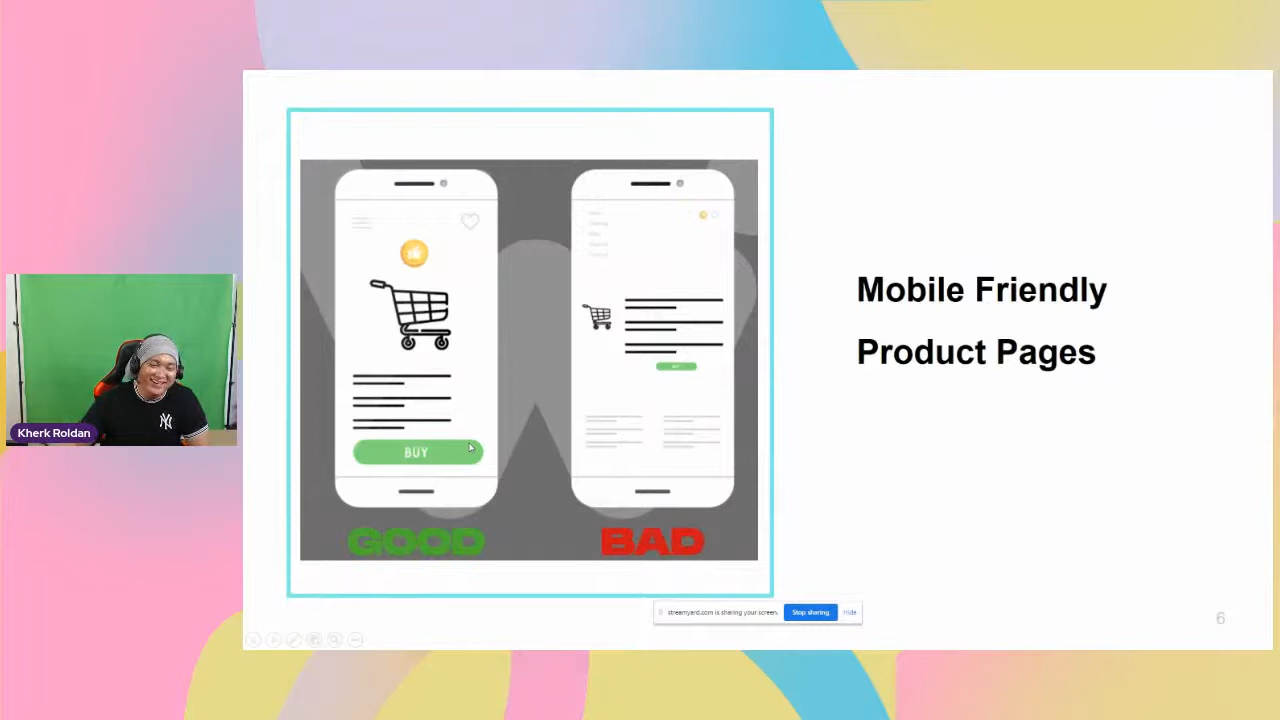 Mobile Friendly
Product Pages
BUY
GOOD
BAD
Kherk Roldan
streamyard.com is sharing your screen.
Stop sharing
Hide
6